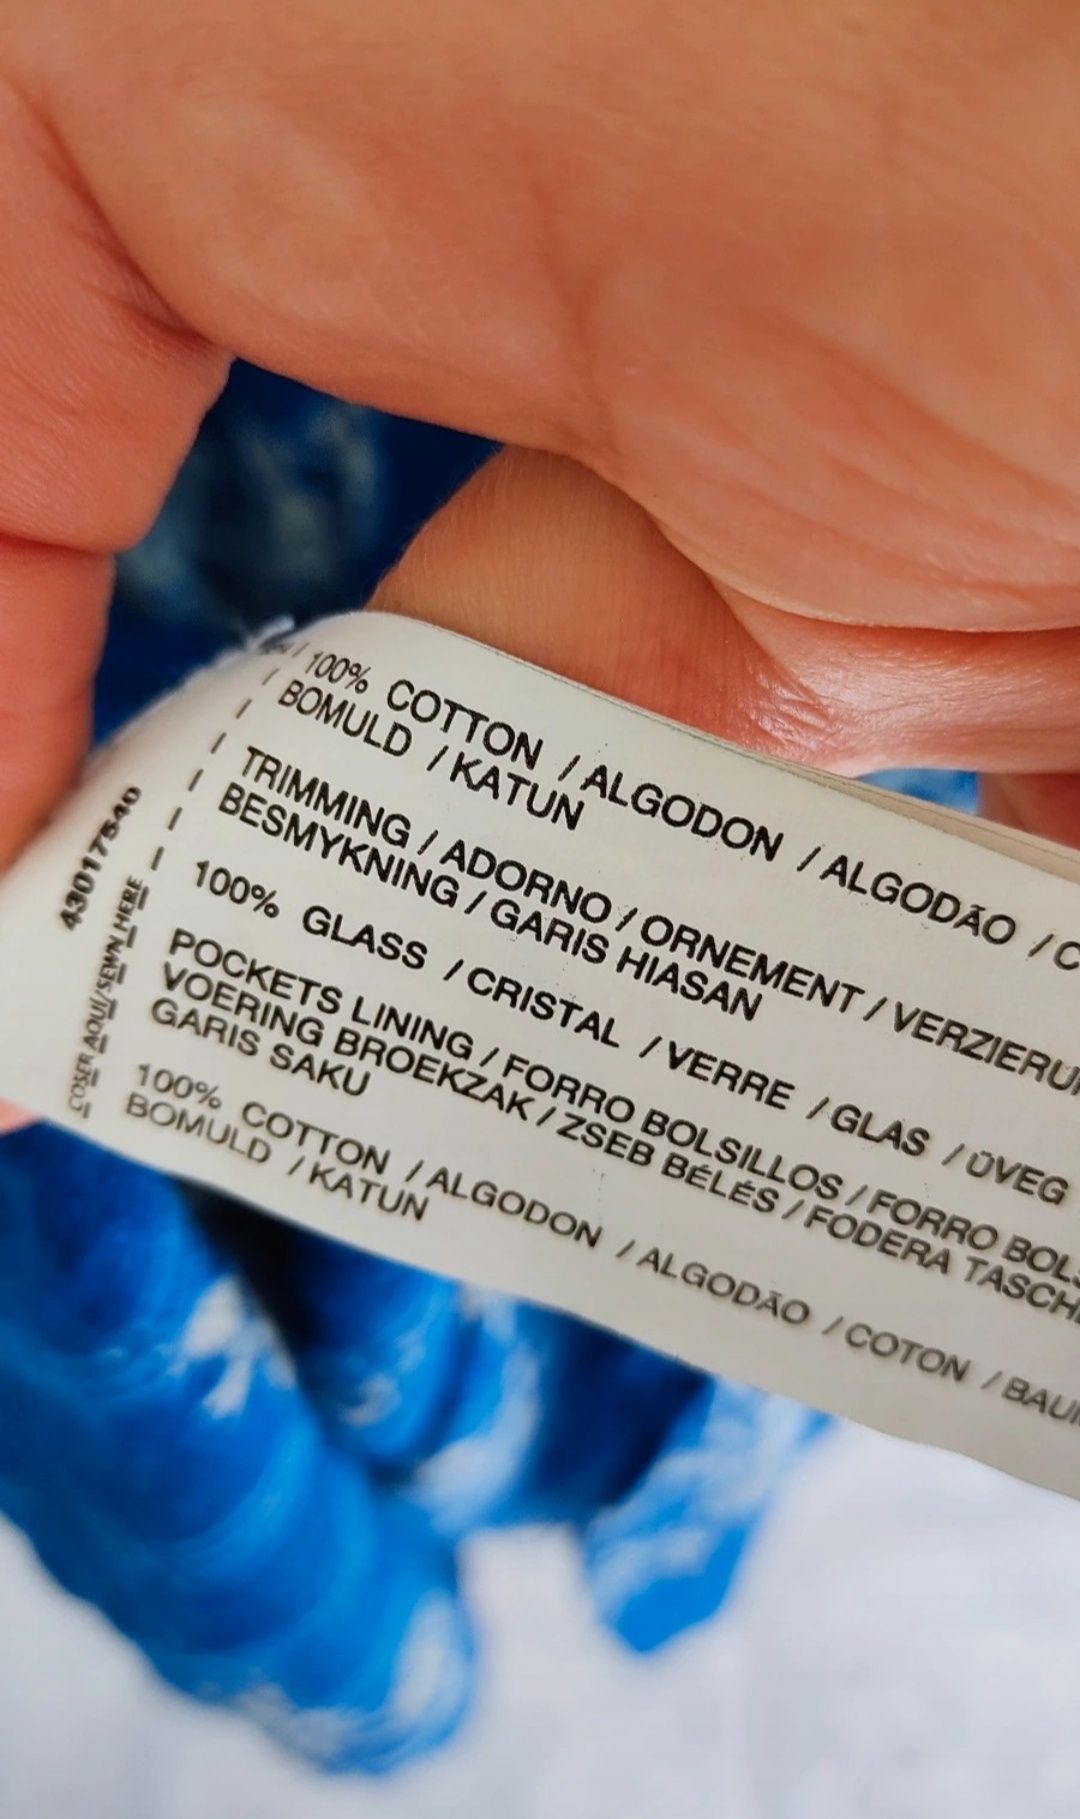 100% COTTON / ALGODON / ALGODÃO / C
BOMULD / KATUN
TRIMMING / ADORNO / ORNEMENT / VERZIERU
BESMYKNING / GARIS HIASAN
100% GLASS / CRISTAL / VERRE / GLAS / ÜVEG
POCKETS LINING / FORRO BOLSILLOS / FORRO BOLS
VOERING BROEKZAK / ZSEB BÉLÉS / FODERA TASCH
GARIS SAKU
100% COTTON / ALGODON / ALGODÃO / COTON / BAU
BOMULD / KATUN
43017540
COSER AQUI/SEWN HERE